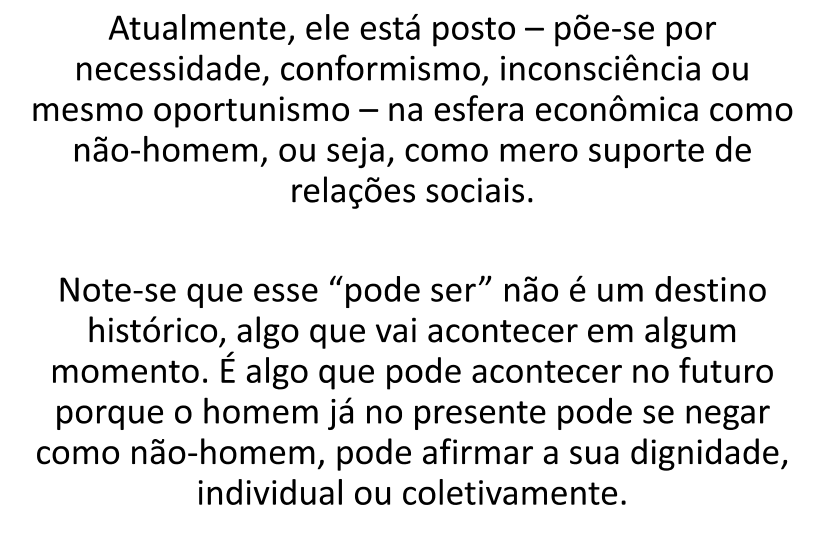 Atualmente, ele está posto – põe-se por
necessidade, conformismo, inconsciência ou
mesmo oportunismo – na esfera econômica como
não-homem, ou seja, como mero suporte de
relações sociais.
Note-se que esse “pode ser” não é um destino
histórico, algo que vai acontecer em algum
momento. É algo que pode acontecer no futuro
porque o homem já no presente pode se negar
como não-homem, pode afirmar a sua dignidade,
individual ou coletivamente.